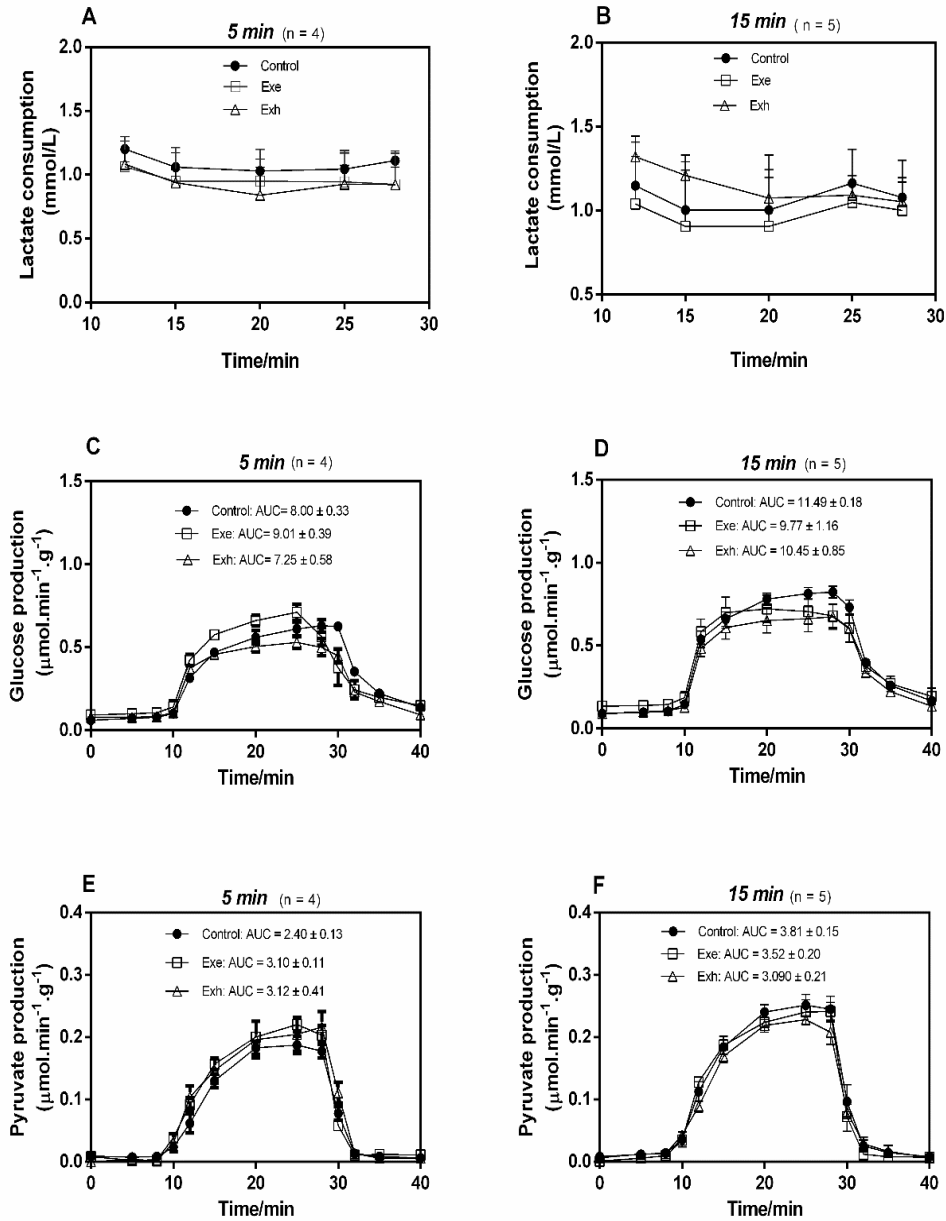 A
5 min (n = 4)
Control
Exe
Exh
Lactate consumption
(mmol/L)
2.0
1.5
1.0
0.5
0.0
10 15 20 25 30
Time/min
B
15 min ( n = 5)
Control
Exe
Exh
Lactate consumption
(mmol/L)
2.0
1.5
1.0
0.5
10 15 20 25 30
Time/min
C
5 min (n = 4)
Control: AUC= 8.00 ± 0.33
Exe: AUC= 9.01 ± 0.39
Exh: AUC= 7.25 ± 0.58
Glucose production
(µmol.min⁻¹.g⁻¹)
1.5
1.0
0.5
0.0
0 10 20 30 40
Time/min
D
15 min (n = 5)
Control: AUC = 11.49 ± 0.18
Exe: AUC = 9.77 ± 1.16
Exh: AUC = 10.45 ± 0.85
Glucose production
(µmol.min⁻¹.g⁻¹)
1.5
1.0
0.5
0.0
0 10 20 30 40
Time/min
E
5 min (n = 4)
Control: AUC = 2.40 ± 0.13
Exe: AUC = 3.10 ± 0.11
Exh: AUC = 3.12 ± 0.41
Pyruvate production
(µmol.min⁻¹.g⁻¹)
0.4
0.3
0.2
0.1
0.0
0 10 20 30 40
Time/min
F
15 min (n = 5)
Control: AUC = 3.81 ± 0.15
Exe: AUC = 3.52 ± 0.20
Exh: AUC = 3.090 ± 0.21
Pyruvate production
(µmol.min⁻¹.g⁻¹)
0.4
0.3
0.2
0.1
0.0
0 10 20 30 40
Time/min